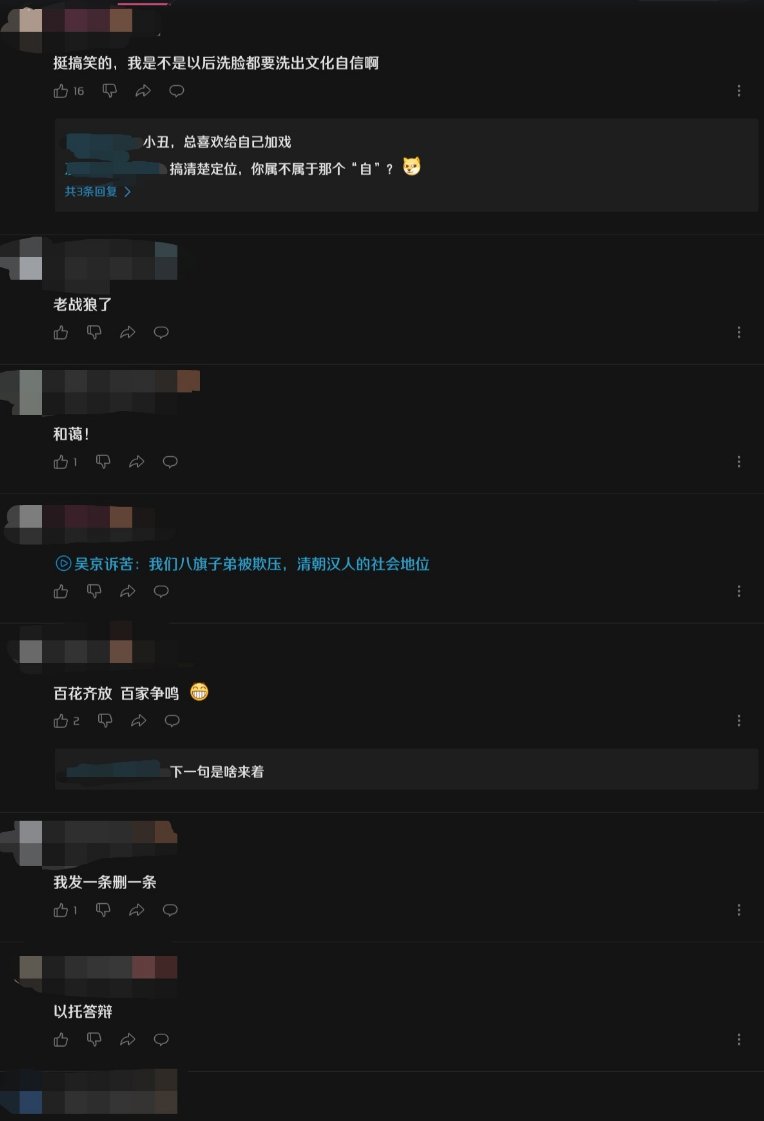 挺搞笑的，我是不是以后洗脸都要洗出文化自信啊
16
小丑，总喜欢给自己加戏
搞清楚定位，你属不属于那个“自”？
共3条回复 >
老战狼了
和蔼！
1
吴京诉苦：我们八旗子弟被欺压，清朝汉人的社会地位
百花齐放 百家争鸣
2
下一句是啥来着
我发一条删一条
1
以托答辩